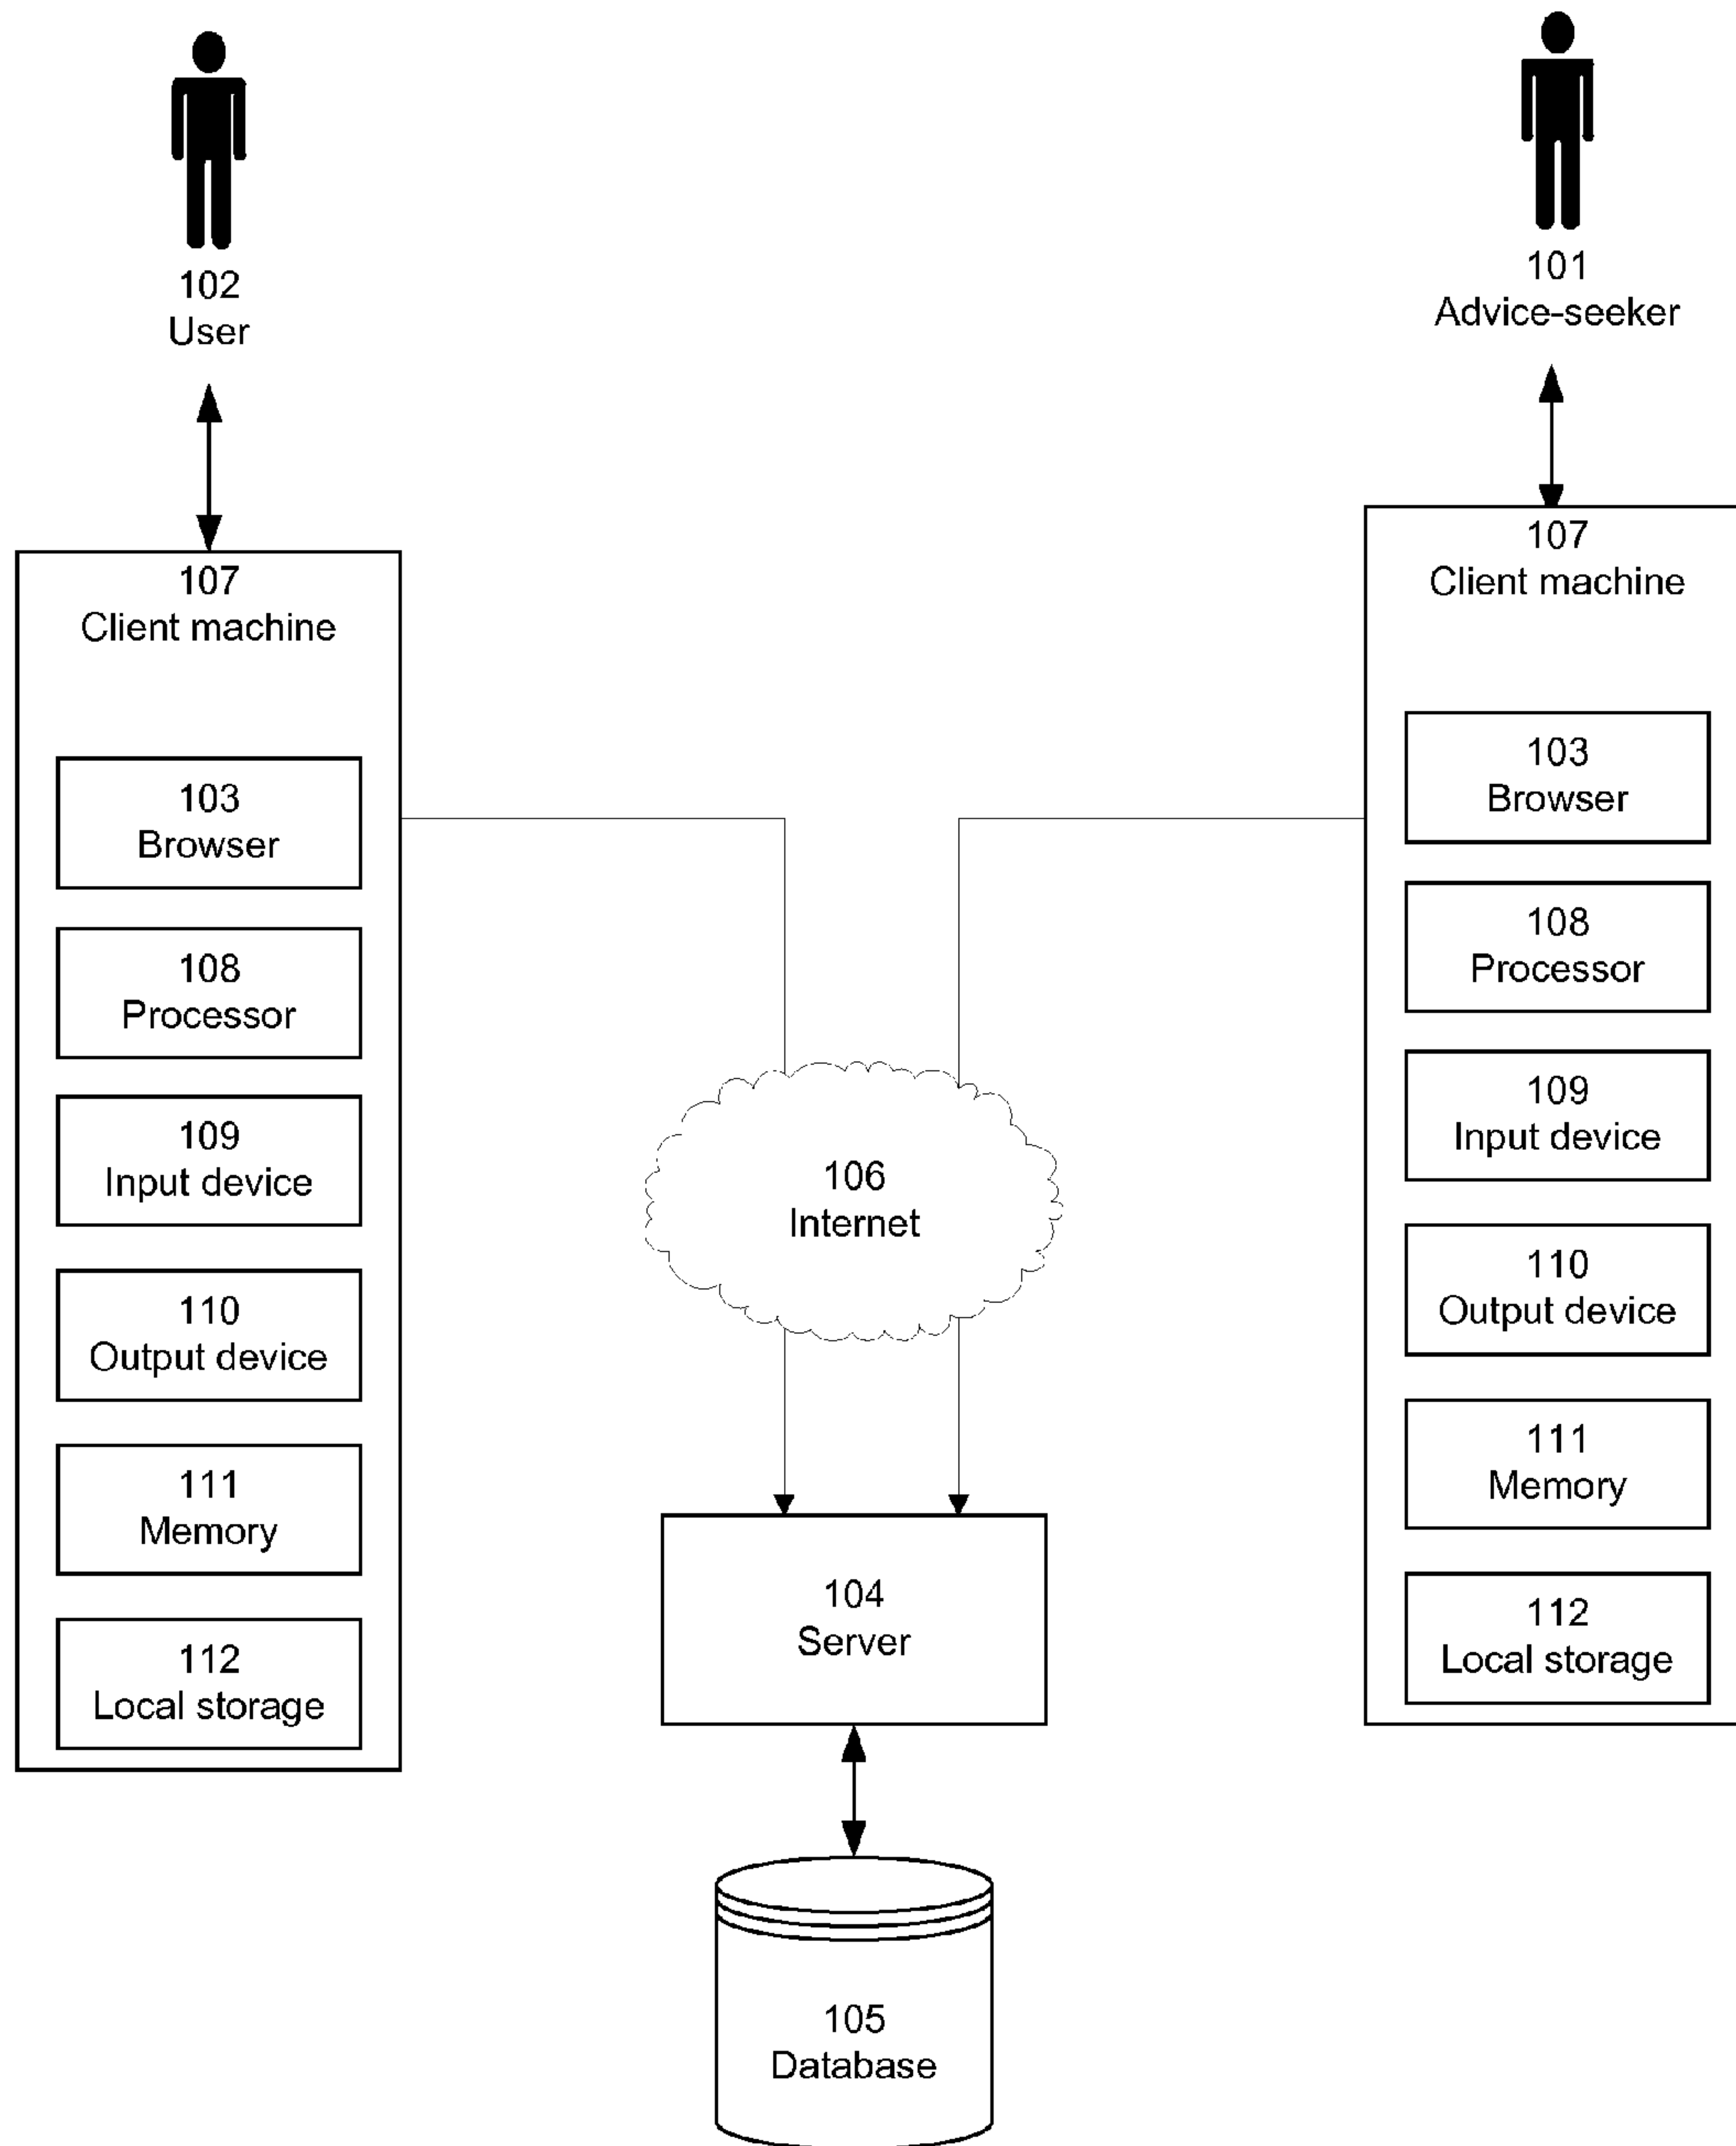 102
User
101
Advice-seeker
107
Client machine
103
Browser
108
Processor
109
Input device
110
Output device
111
Memory
112
Local storage
107
Client machine
103
Browser
108
Processor
109
Input device
110
Output device
111
Memory
112
Local storage
106
Internet
104
Server
105
Database